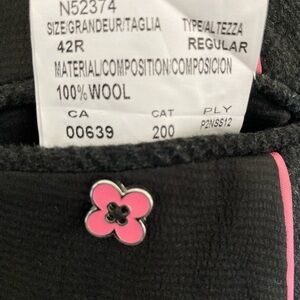 N52374
SIZE/GRANDEUR/TAGLIA TYPE/ALTEZZA
42R REGULAR
MATERIAL/COMPOSITION/COMPOSICION
100% WOOL
CA CAT PLY
00639 200 P2NSS12